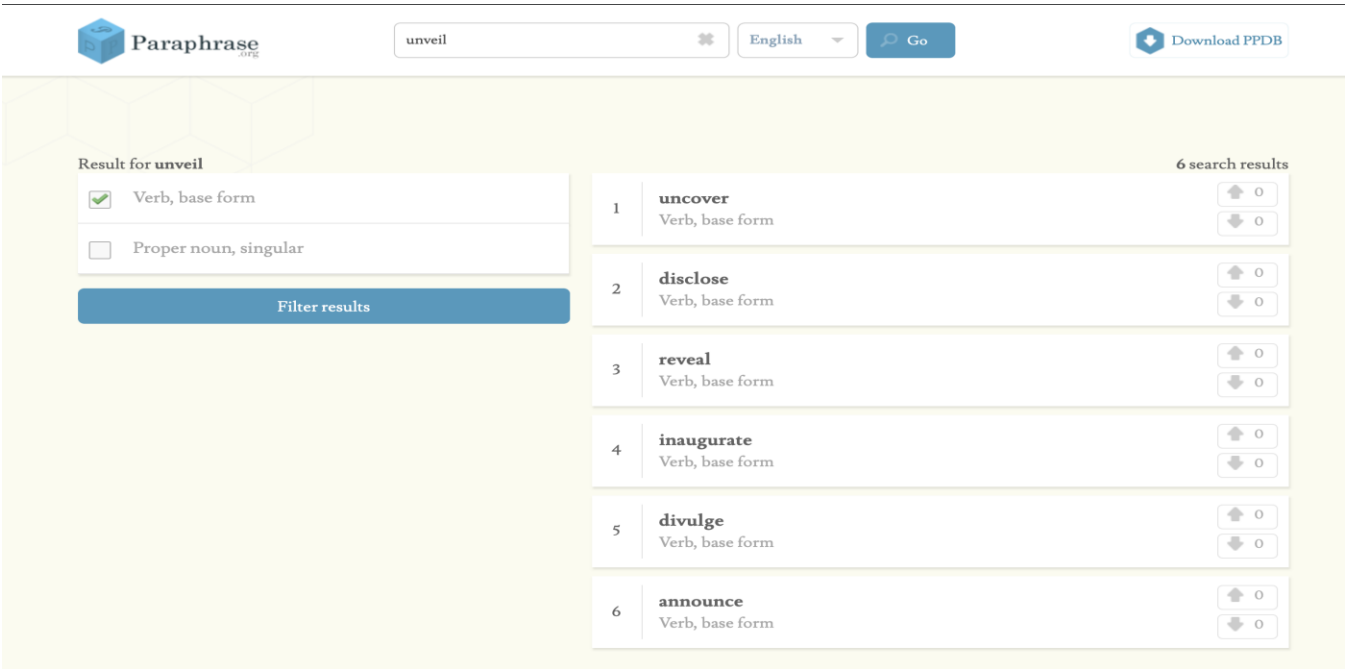 Paraphrase
.org
unveil
English
Go
Download PPDB
Result for unveil
6 search results
Verb, base form
Proper noun, singular
Filter results
1
uncover
Verb, base form
0
0
2
disclose
Verb, base form
0
0
3
reveal
Verb, base form
0
0
4
inaugurate
Verb, base form
0
0
5
divulge
Verb, base form
0
0
6
announce
Verb, base form
0
0